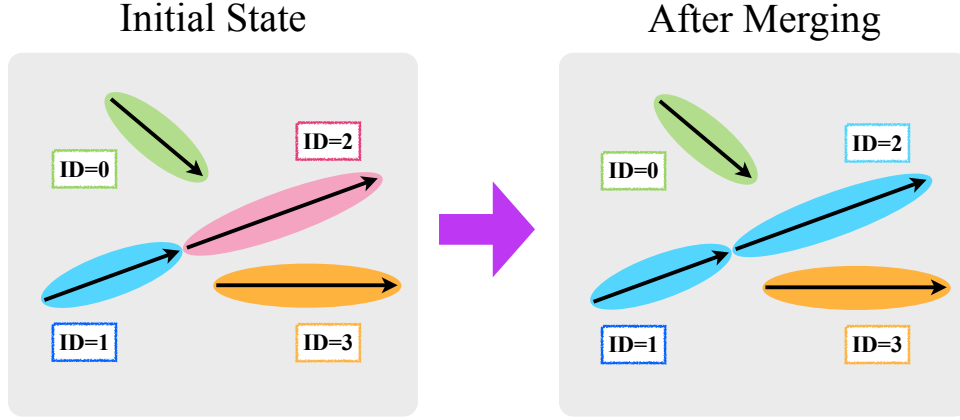 Initial State
ID=0
ID=2
ID=1
ID=3
After Merging
ID=0
ID=2
ID=1
ID=3